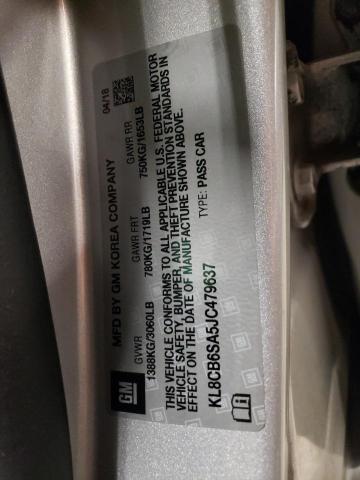 GM
MFD BY GM KOREA COMPANY
04/18
GVWR GAWR FRT GAWR RR
1388KG/3060LB 780KG/1719LB 750KG/1653LB
THIS VEHICLE CONFORMS TO ALL APPLICABLE U.S. FEDERAL MOTOR
VEHICLE SAFETY, BUMPER, AND THEFT PREVENTION STANDARDS IN
EFFECT ON THE DATE OF MANUFACTURE SHOWN ABOVE.
KL8CB6SA5JC479637 TYPE: PASS CAR